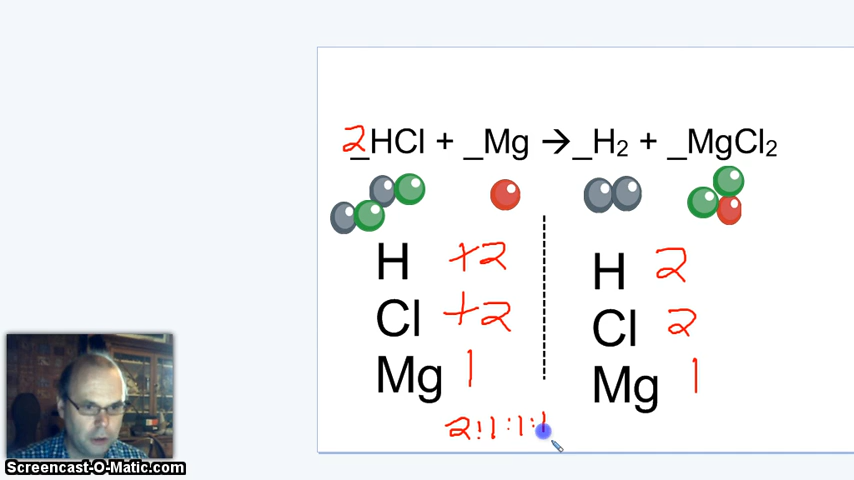 2_HCl + _Mg → _H₂ + _MgCl₂
H +2 H 2
Cl +2 Cl 2
Mg 1 Mg 1
2:1:1:1
Screencast-O-Matic.com